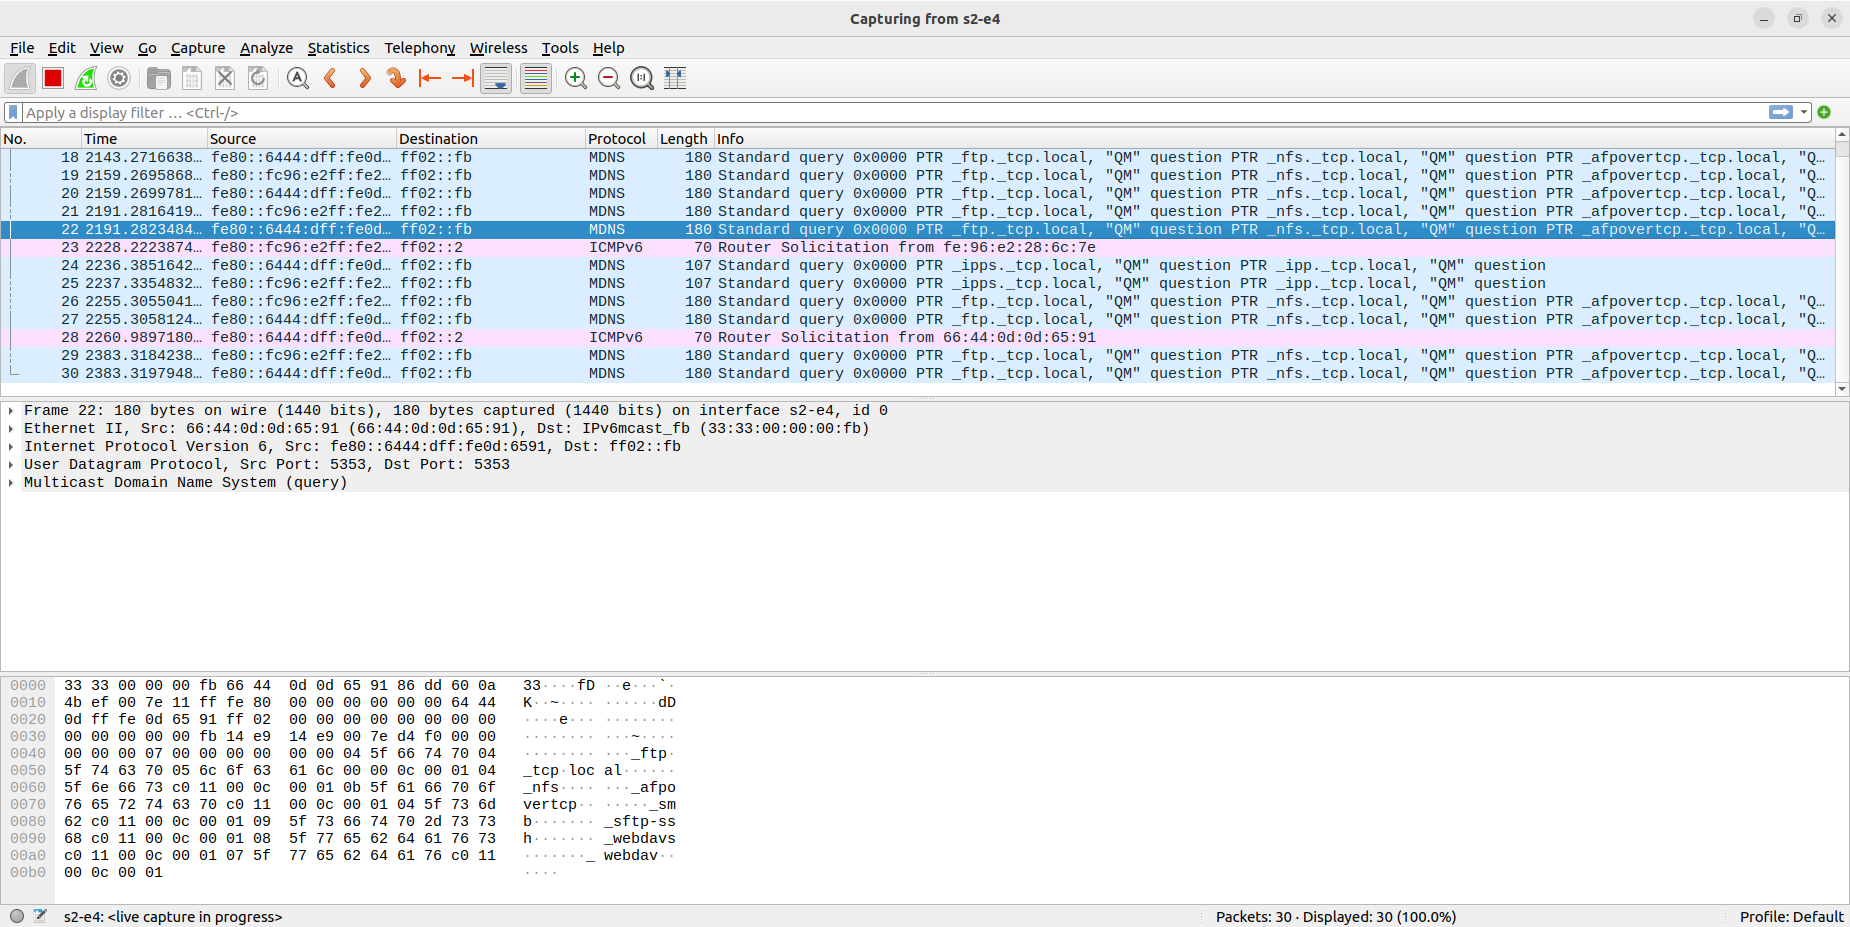 Capturing from s2-e4
File Edit View Go Capture Analyze Statistics Telephony Wireless Tools Help
Apply a display filter … <Ctrl-/>
No. Time Source Destination Protocol Length Info
18 2143.2716638… fe80::6444:dff:fe0d… ff02::fb MDNS 180 Standard query 0x0000 PTR _ftp._tcp.local, "QM" question PTR _nfs._tcp.local, "QM" question PTR _afpovertcp._tcp.local, "Q…
19 2159.2695868… fe80::fc96:e2ff:fe2… ff02::fb MDNS 180 Standard query 0x0000 PTR _ftp._tcp.local, "QM" question PTR _nfs._tcp.local, "QM" question PTR _afpovertcp._tcp.local, "Q…
20 2159.2699781… fe80::6444:dff:fe0d… ff02::fb MDNS 180 Standard query 0x0000 PTR _ftp._tcp.local, "QM" question PTR _nfs._tcp.local, "QM" question PTR _afpovertcp._tcp.local, "Q…
21 2191.2816419… fe80::fc96:e2ff:fe2… ff02::fb MDNS 180 Standard query 0x0000 PTR _ftp._tcp.local, "QM" question PTR _nfs._tcp.local, "QM" question PTR _afpovertcp._tcp.local, "Q…
22 2191.2823484… fe80::6444:dff:fe0d… ff02::fb MDNS 180 Standard query 0x0000 PTR _ftp._tcp.local, "QM" question PTR _nfs._tcp.local, "QM" question PTR _afpovertcp._tcp.local, "Q…
23 2228.2223874… fe80::fc96:e2ff:fe2… ff02::2 ICMPv6 70 Router Solicitation from fe:96:e2:28:6c:7e
24 2236.3851642… fe80::6444:dff:fe0d… ff02::fb MDNS 107 Standard query 0x0000 PTR _ipps._tcp.local, "QM" question PTR _ipp._tcp.local, "QM" question
25 2237.3354832… fe80::fc96:e2ff:fe2… ff02::fb MDNS 107 Standard query 0x0000 PTR _ipps._tcp.local, "QM" question PTR _ipp._tcp.local, "QM" question
26 2255.3055041… fe80::fc96:e2ff:fe2… ff02::fb MDNS 180 Standard query 0x0000 PTR _ftp._tcp.local, "QM" question PTR _nfs._tcp.local, "QM" question PTR _afpovertcp._tcp.local, "Q…
27 2255.3058124… fe80::6444:dff:fe0d… ff02::fb MDNS 180 Standard query 0x0000 PTR _ftp._tcp.local, "QM" question PTR _nfs._tcp.local, "QM" question PTR _afpovertcp._tcp.local, "Q…
28 2260.9897180… fe80::6444:dff:fe0d… ff02::2 ICMPv6 70 Router Solicitation from 66:44:0d:0d:65:91
29 2383.3184238… fe80::fc96:e2ff:fe2… ff02::fb MDNS 180 Standard query 0x0000 PTR _ftp._tcp.local, "QM" question PTR _nfs._tcp.local, "QM" question PTR _afpovertcp._tcp.local, "Q…
30 2383.3197948… fe80::6444:dff:fe0d… ff02::fb MDNS 180 Standard query 0x0000 PTR _ftp._tcp.local, "QM" question PTR _nfs._tcp.local, "QM" question PTR _afpovertcp._tcp.local, "Q…
Frame 22: 180 bytes on wire (1440 bits), 180 bytes captured (1440 bits) on interface s2-e4, id 0
Ethernet II, Src: 66:44:0d:0d:65:91 (66:44:0d:0d:65:91), Dst: IPv6mcast_fb (33:33:00:00:00:fb)
Internet Protocol Version 6, Src: fe80::6444:dff:fe0d:6591, Dst: ff02::fb
User Datagram Protocol, Src Port: 5353, Dst Port: 5353
Multicast Domain Name System (query)
0000 33 33 00 00 00 fb 66 44 0d 0d 65 91 86 dd 60 0a 33····fD ··e···`·
0010 4b ef 00 7e 11 ff fe 80 00 00 00 00 00 00 64 44 K··~···· ······dD
0020 0d ff fe 0d 65 91 ff 02 00 00 00 00 00 00 00 00 ····e··· ········
0030 00 00 00 00 00 fb 14 e9 14 e9 00 7e d4 f0 00 00 ········ ···~····
0040 00 00 00 07 00 00 00 00 00 00 04 5f 66 74 70 04 ········ ···_ftp·
0050 5f 74 63 70 05 6c 6f 63 61 6c 00 00 0c 00 01 04 _tcp·loc al······
0060 5f 6e 66 73 c0 11 00 0c 00 01 0b 5f 61 66 70 6f _nfs···· ···_afpo
0070 76 65 72 74 63 70 c0 11 00 0c 00 01 04 5f 73 6d vertcp·· ·····_sm
0080 62 c0 11 00 0c 00 01 09 5f 73 66 74 70 2d 73 73 b······· _sftp-ss
0090 68 c0 11 00 0c 00 01 08 5f 77 65 62 64 61 76 73 h······· _webdavs
00a0 c0 11 00 0c 00 01 07 5f 77 65 62 64 61 76 c0 11 ·······_ webdav··
00b0 00 0c 00 01 ····
s2-e4: <live capture in progress> Packets: 30 · Displayed: 30 (100.0%) Profile: Default